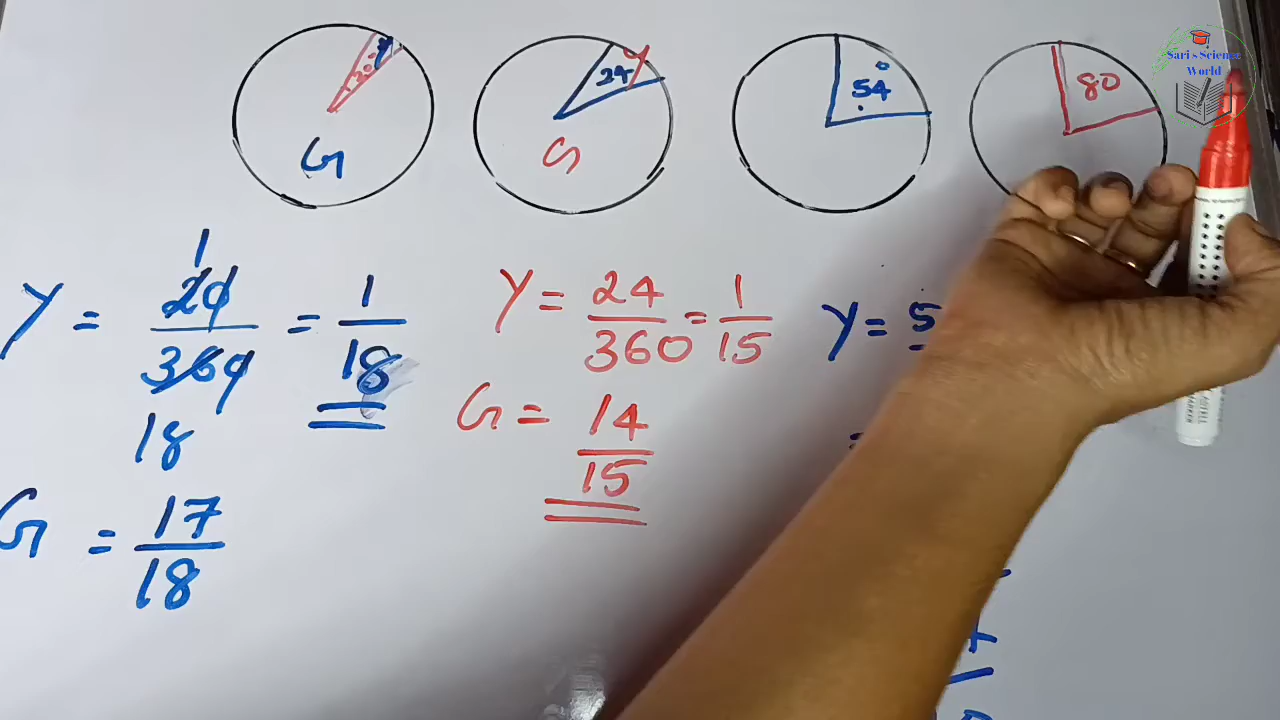 24
54°
80
Sari's Science
World
G
G
Y = 20/360 = 1/18
1
18
Y = 24/360 = 1/15
Y = 5
G = 14/15
G = 17/18